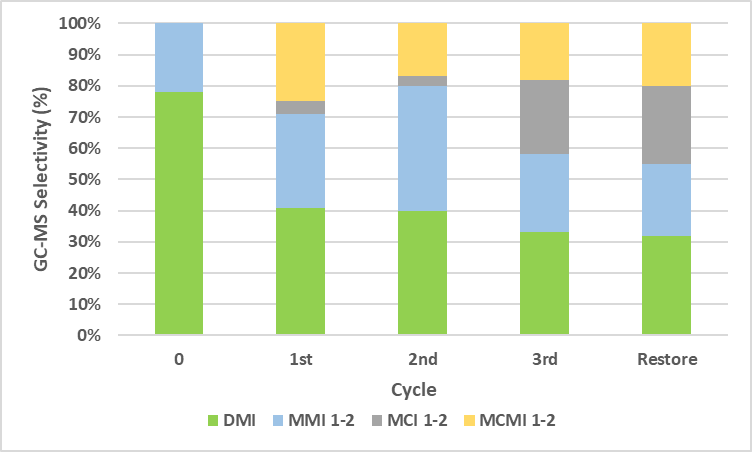 GC-MS Selectivity (%)
100%
90%
80%
70%
60%
50%
40%
30%
20%
10%
0%
0 1st 2nd 3rd Restore
Cycle
DMI MMI 1-2 MCI 1-2 MCMI 1-2